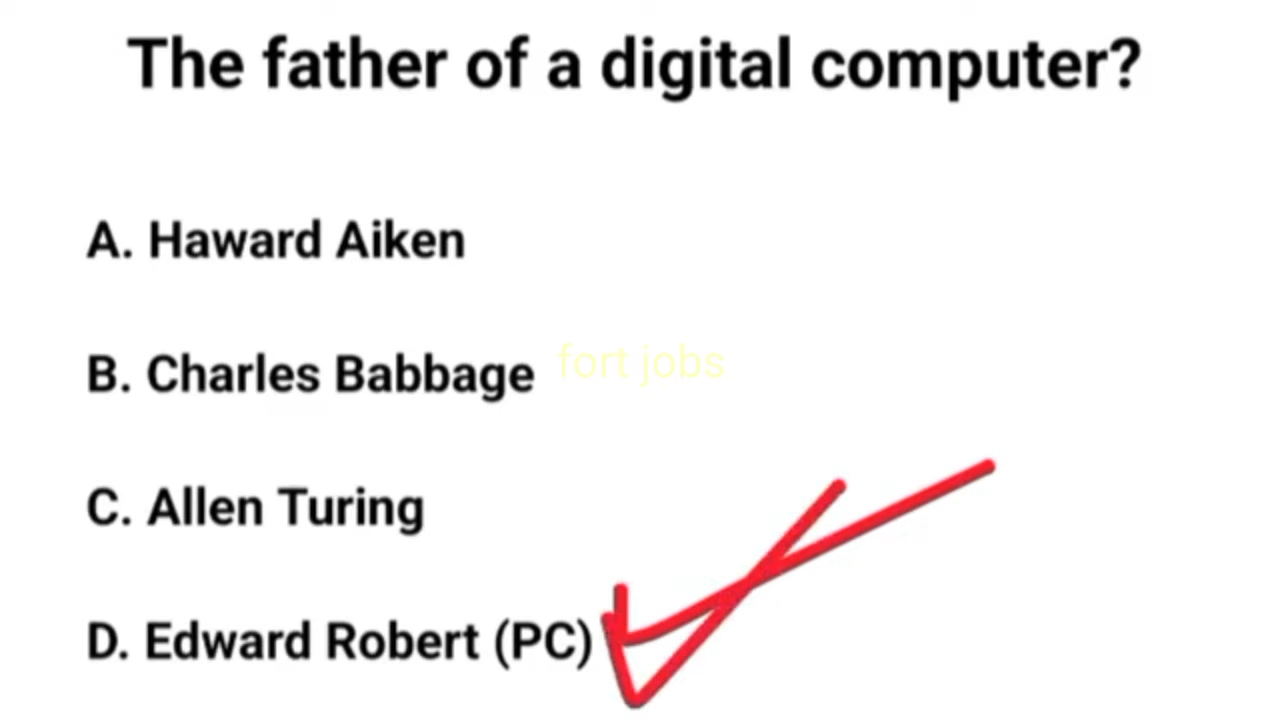 The father of a digital computer?
A. Haward Aiken
B. Charles Babbage
fort jobs
C. Allen Turing
D. Edward Robert (PC)